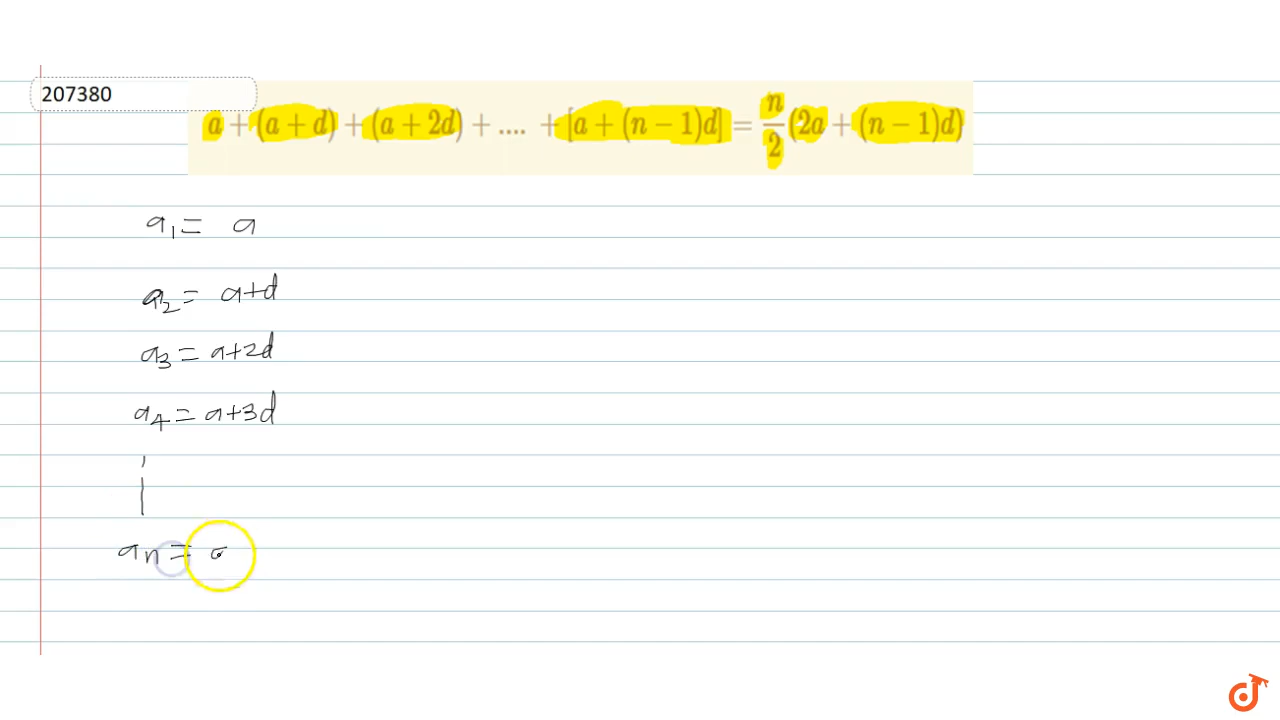 207380
a + (a + d) + (a + 2d) + .... + [a + (n − 1)d] = n/2 (2a + (n − 1)d)
a₁ = a
a₂ = a+d
a₃ = a+2d
a₄ = a+3d
aₙ =